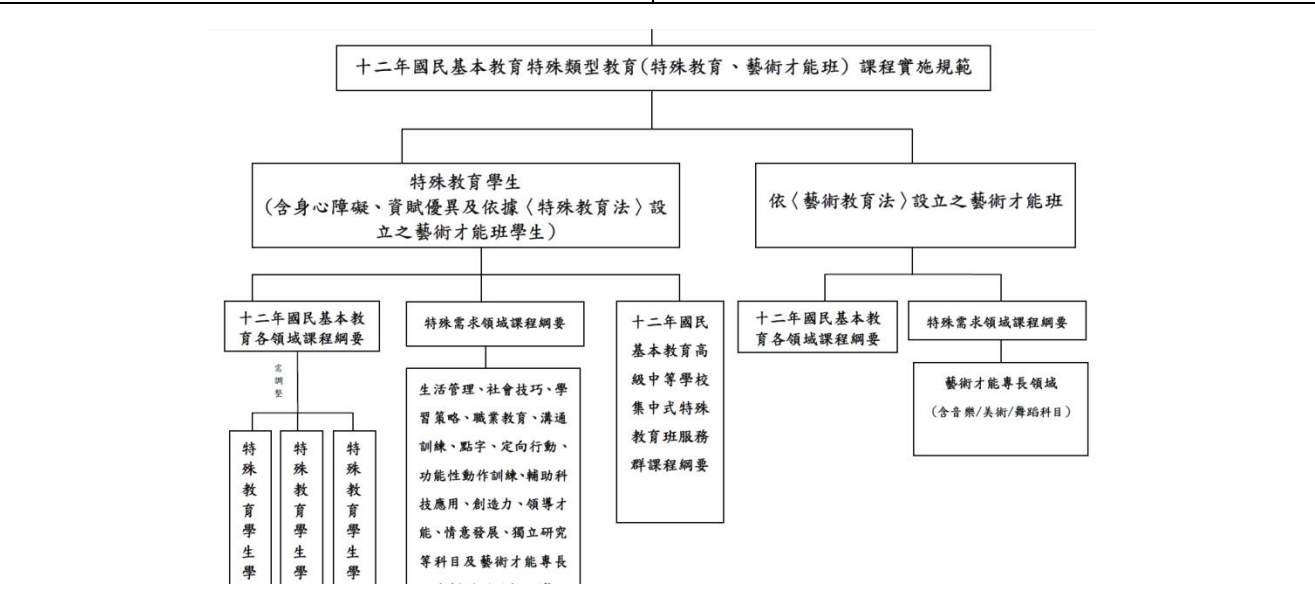 十二年國民基本教育特殊類型教育(特殊教育、藝術才能班)課程實施規範
特殊教育學生
(含身心障礙、資賦優異及依據〈特殊教育法〉設
立之藝術才能班學生)
依〈藝術教育法〉設立之藝術才能班
十二年國民基本教
育各領域課程綱要
需調整
特殊教育學生學
特殊教育學生學
特殊教育學生學
特殊需求領域課程綱要
生活管理、社會技巧、學
習策略、職業教育、溝通
訓練、點字、定向行動、
功能性動作訓練、輔助科
技應用、創造力、領導才
能、情意發展、獨立研究
等科目及藝術才能專長
十二年國民
基本教育高
級中等學校
集中式特殊
教育班服務
群課程綱要
十二年國民基本教
育各領域課程綱要
特殊需求領域課程綱要
藝術才能專長領域
(含音樂/美術/舞蹈科目)